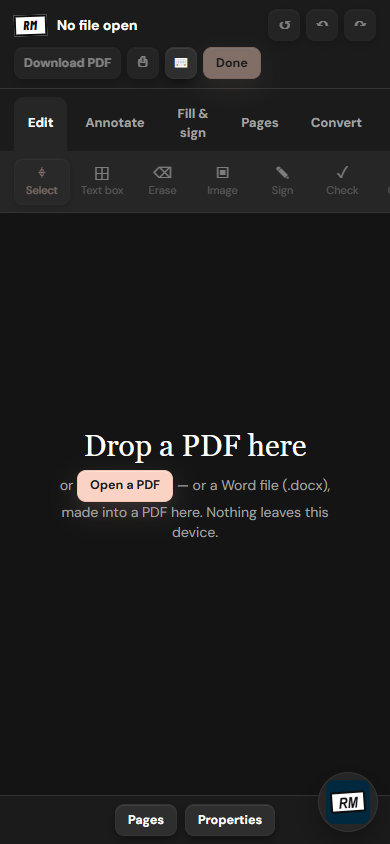 RM No file open
Download PDF Done
Edit Annotate Fill & sign Pages Convert
Select Text box Erase Image Sign Check
Drop a PDF here
or Open a PDF — or a Word file (.docx),
made into a PDF here. Nothing leaves this
device.
RM
Pages Properties